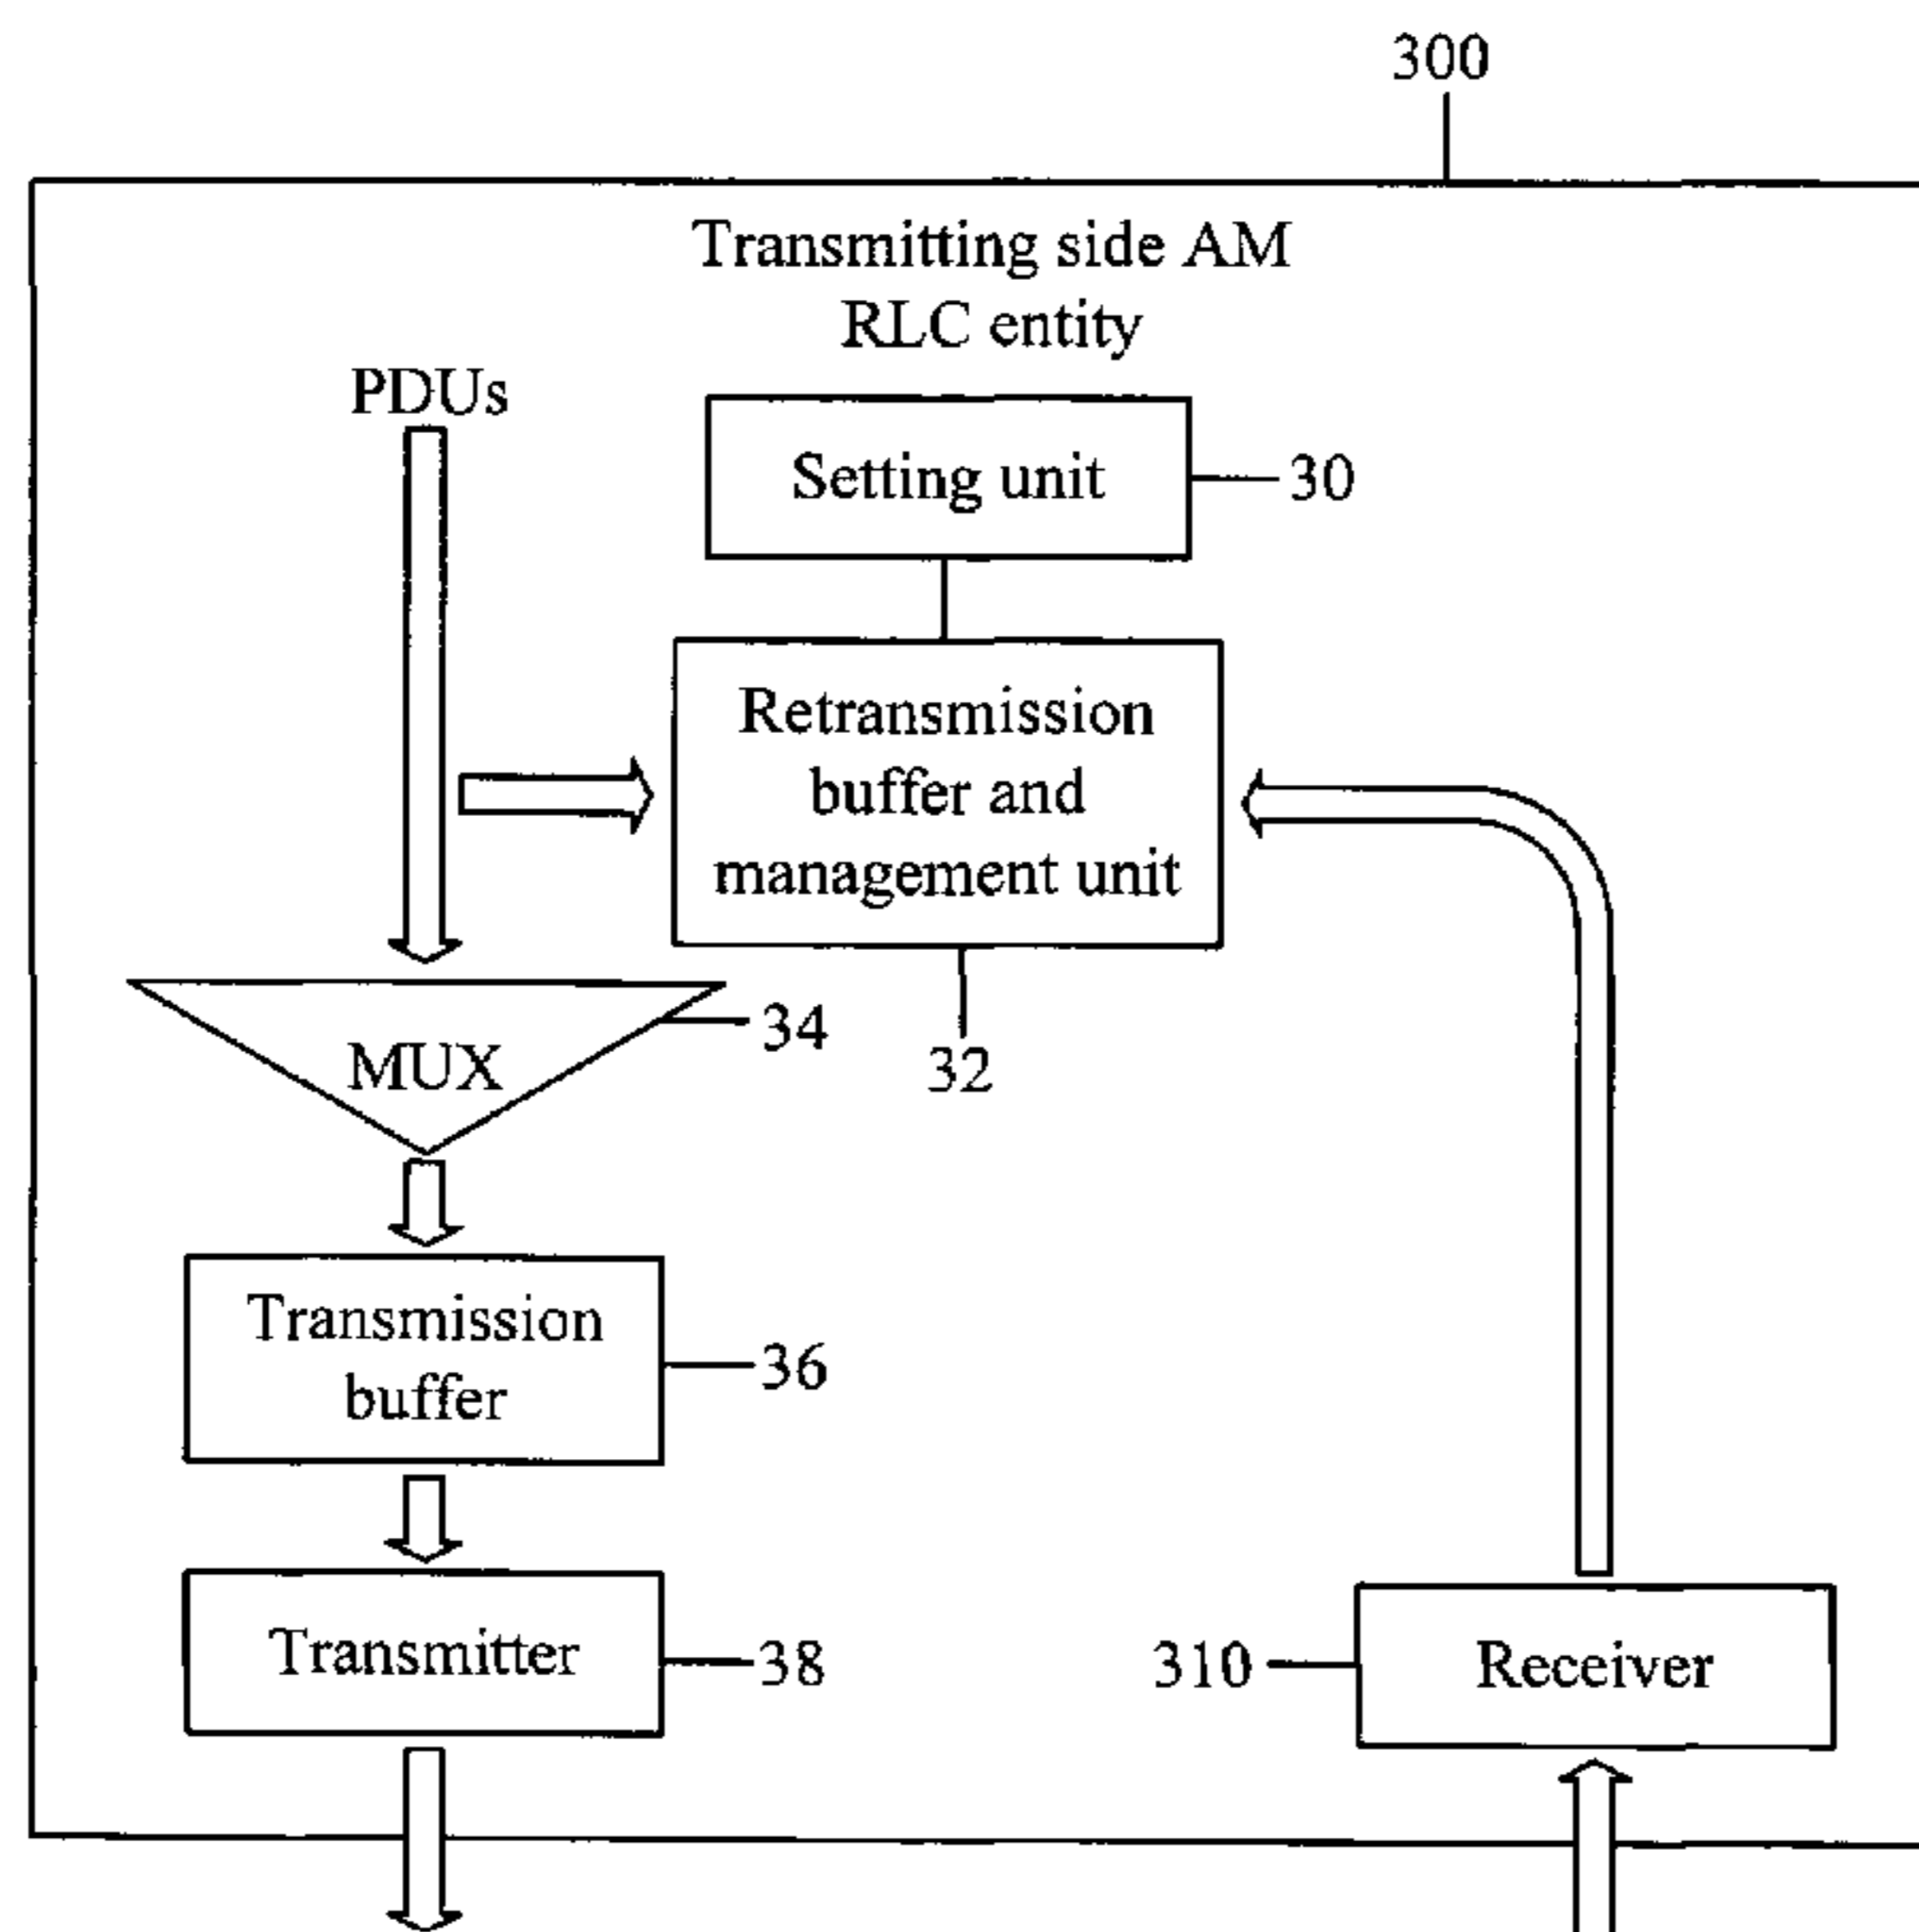 300
Transmitting side AM
RLC entity
PDUs
Setting unit
30
Retransmission
buffer and
management unit
34
MUX
32
Transmission
buffer
36
Transmitter
38
310
Receiver